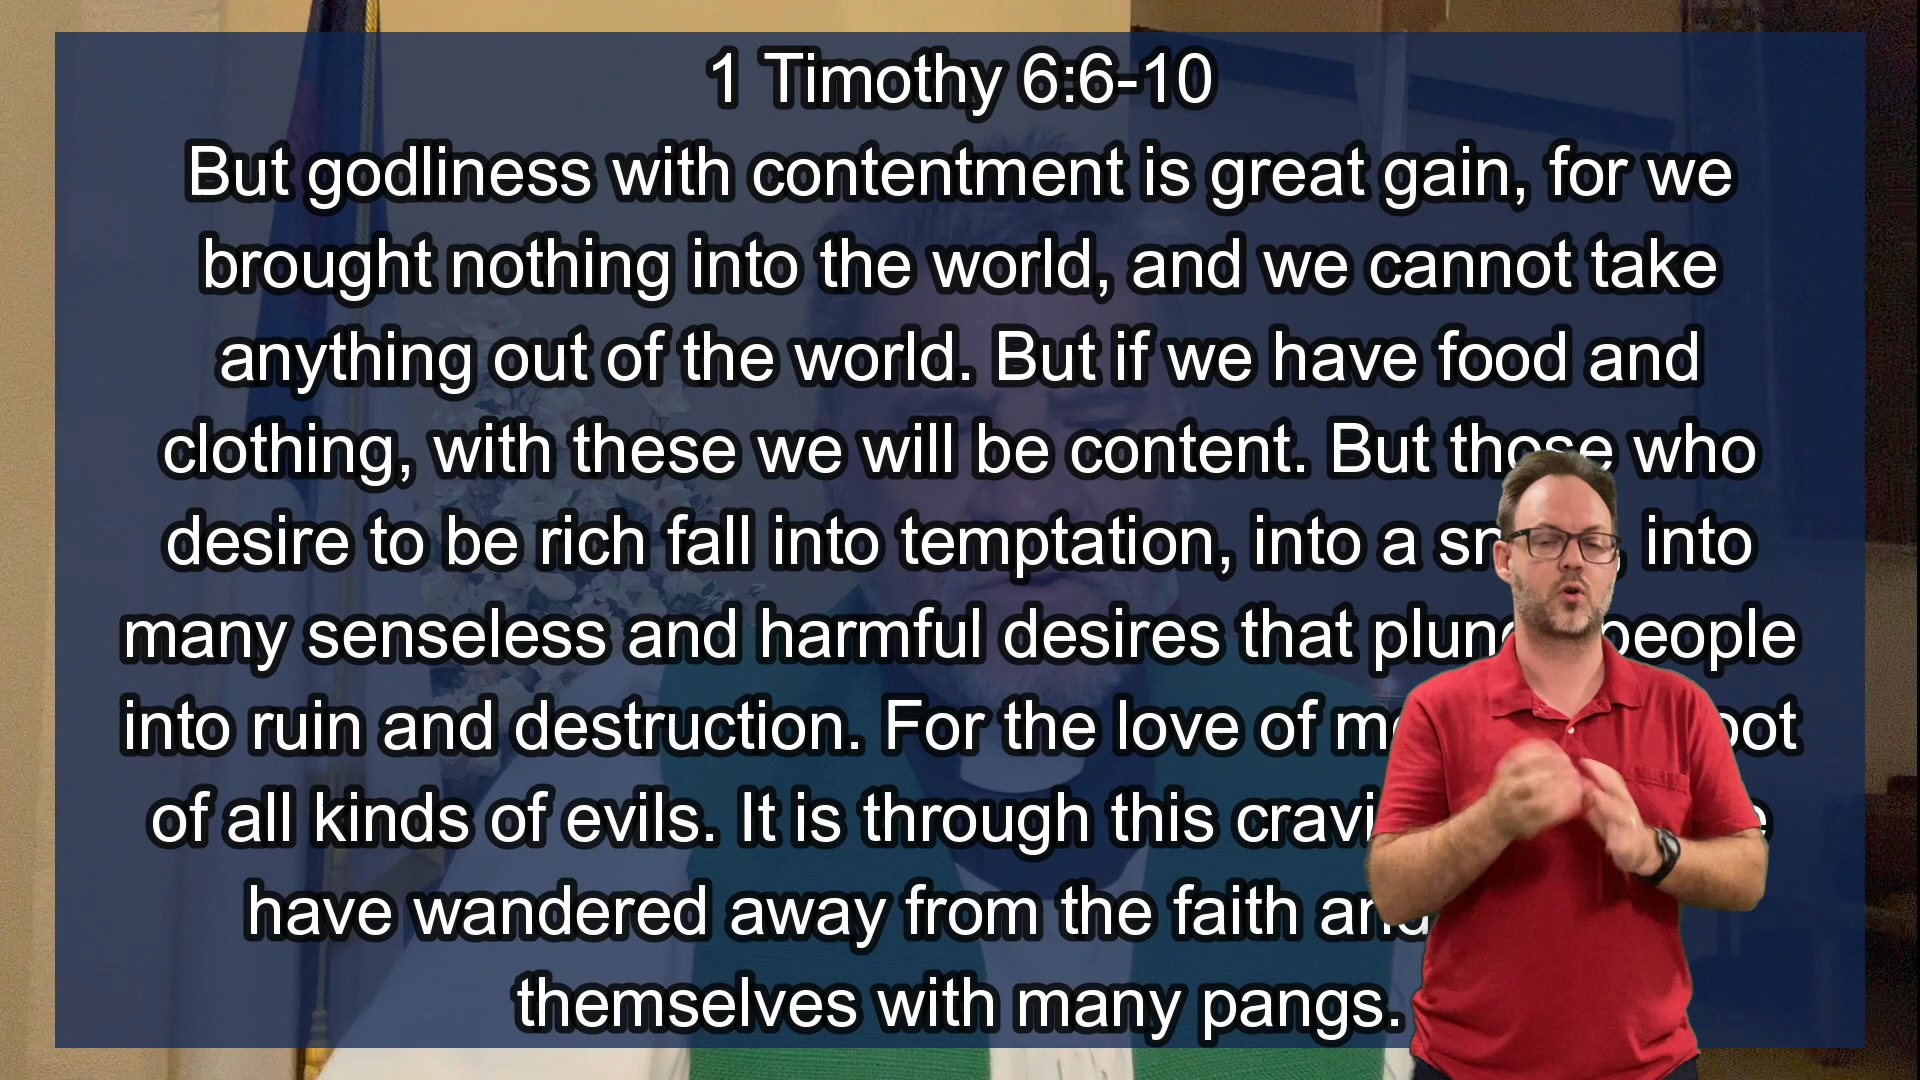 1 Timothy 6:6-10
But godliness with contentment is great gain, for we
brought nothing into the world, and we cannot take
anything out of the world. But if we have food and
clothing, with these we will be content. But those who
desire to be rich fall into temptation, into a into
many senseless and harmful desires that people
into ruin and destruction. For the love of
of all kinds of evils. It is through this
have wandered away from the faith and
themselves with many pangs.